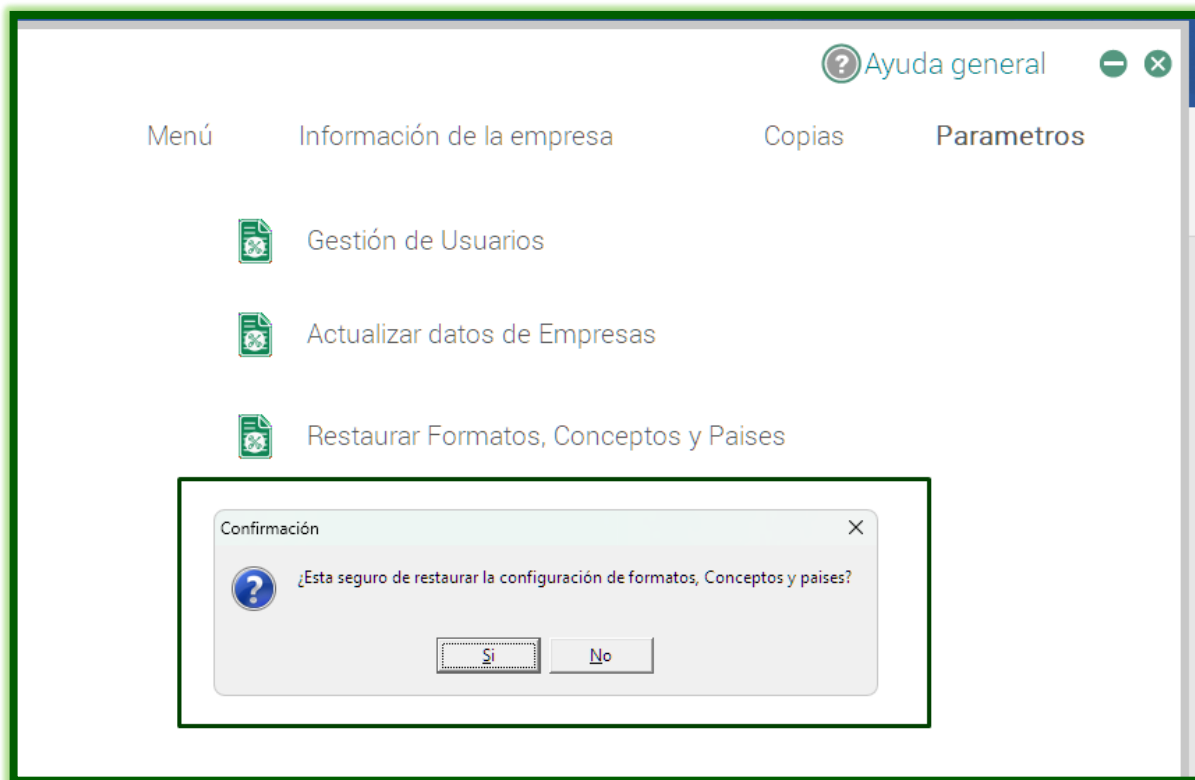 Ayuda general
Menú Información de la empresa Copias Parametros
Gestión de Usuarios
Actualizar datos de Empresas
Restaurar Formatos, Conceptos y Paises
Confirmación
¿Esta seguro de restaurar la configuración de formatos, Conceptos y paises?
Si No